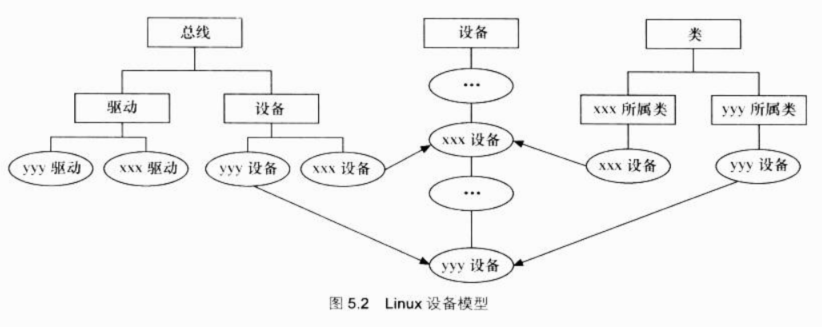 总线
设备
类
...
驱动
设备
xxx 所属类
yyy 所属类
xxx 设备
yyy 驱动
xxx 驱动
yyy 设备
xxx 设备
xxx 设备
yyy 设备
...
yyy 设备
图 5.2 Linux 设备模型